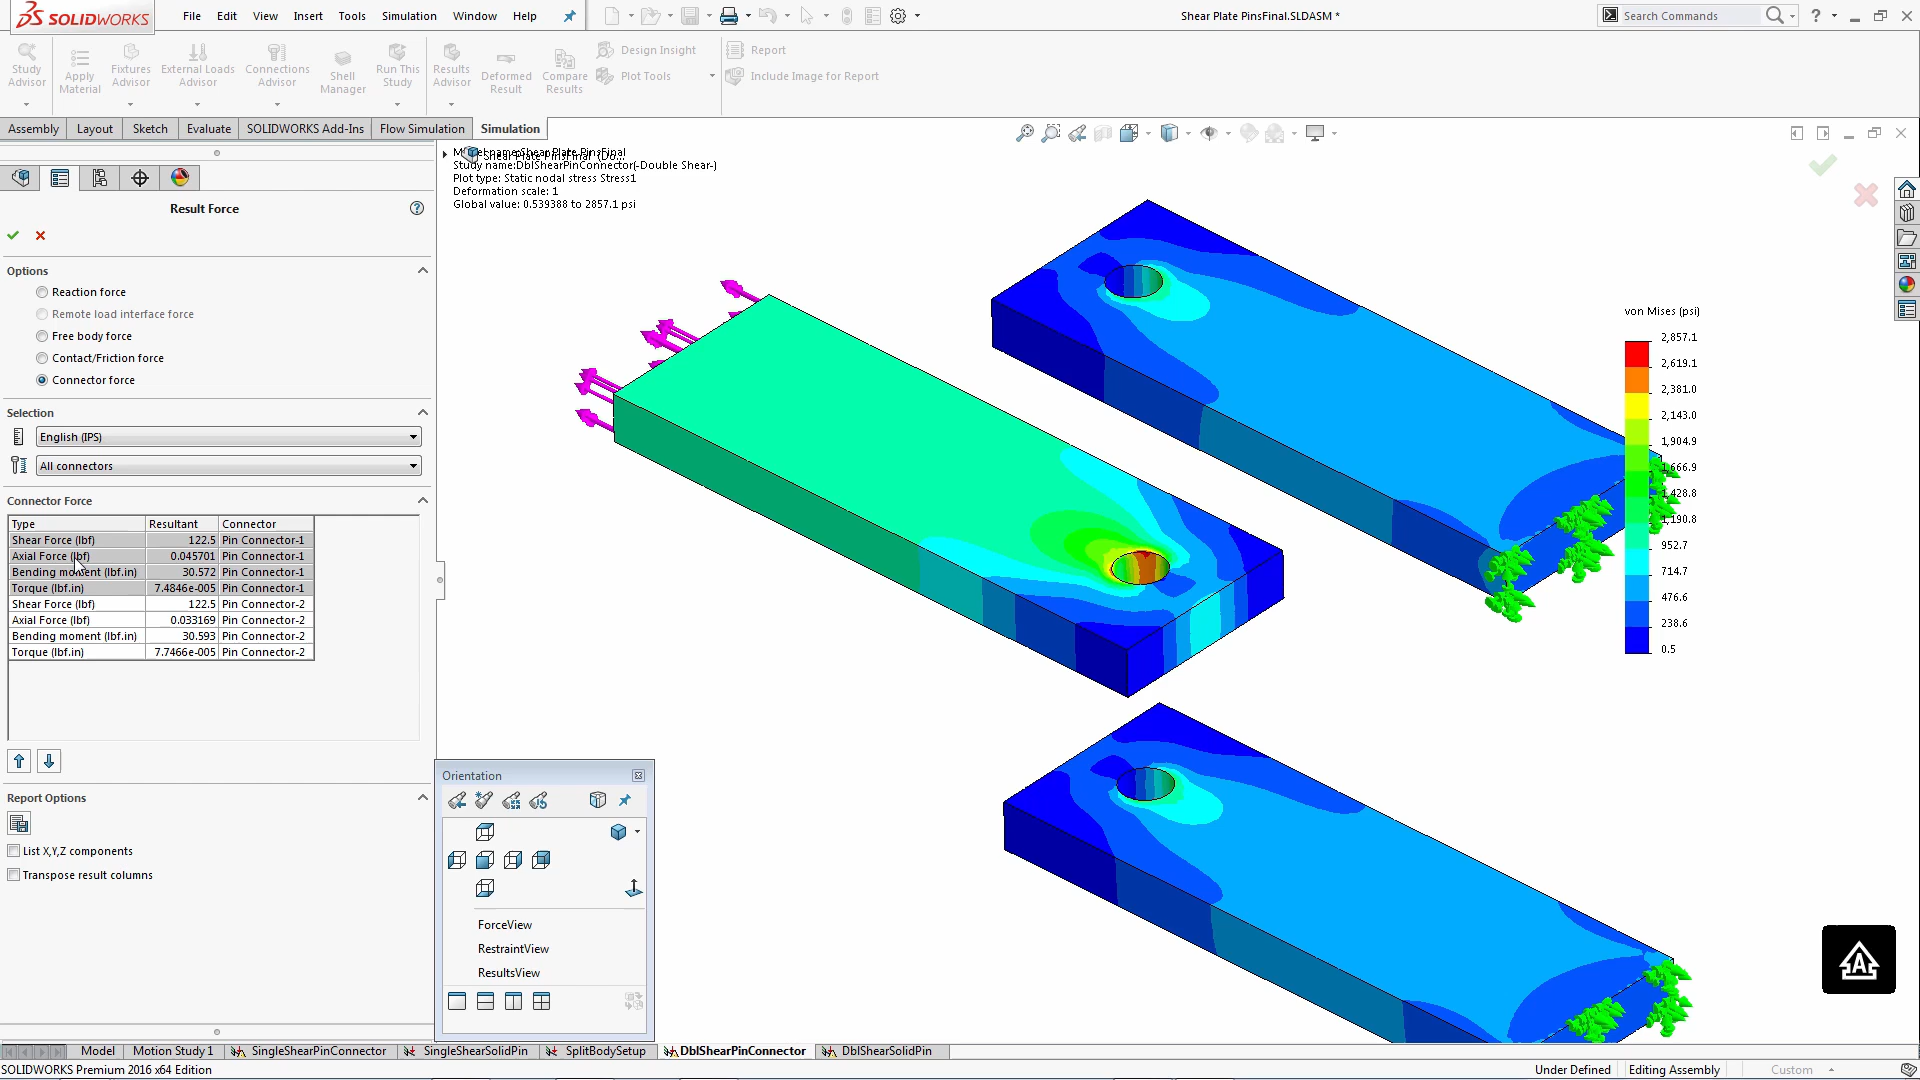 SOLIDWORKS
File Edit View Insert Tools Simulation Window Help
Shear Plate PinsFinal.SLDASM *
Search Commands
Study Advisor
Apply Material
Fixtures Advisor
External Loads Advisor
Connections Advisor
Shell Manager
Run This Study
Results Advisor
Deformed Result
Compare Results
Design Insight
Plot Tools
Report
Include Image for Report
Assembly Layout Sketch Evaluate SOLIDWORKS Add-Ins Flow Simulation Simulation
Result Force
Options
Reaction force
Remote load interface force
Free body force
Contact/Friction force
Connector force
Selection
English (IPS)
All connectors
Connector Force
Type Resultant Connector
Shear Force (lbf) 122.5 Pin Connector-1
Axial Force (lbf) 0.045701 Pin Connector-1
Bending moment (lbf.in) 30.572 Pin Connector-1
Torque (lbf.in) 7.4846e-005 Pin Connector-1
Shear Force (lbf) 122.5 Pin Connector-2
Axial Force (lbf) 0.033169 Pin Connector-2
Bending moment (lbf.in) 30.593 Pin Connector-2
Torque (lbf.in) 7.7466e-005 Pin Connector-2
Report Options
List X,Y,Z components
Transpose result columns
Model name:Shear Plate PinsFinal
Shear Plate PinsFinal (Do...
Study name:DblShearPinConnector(-Double Shear-)
Plot type: Static nodal stress Stress1
Deformation scale: 1
Global value: 0.539388 to 2857.1 psi
von Mises (psi)
2,857.1
2,619.1
2,381.0
2,143.0
1,904.9
1,666.9
1,428.8
1,190.8
952.7
714.7
476.6
238.6
0.5
Orientation
ForceView
RestraintView
ResultsView
Model Motion Study 1 SingleShearPinConnector SingleShearSolidPin SplitBodySetup DblShearPinConnector DblShearSolidPin
SOLIDWORKS Premium 2016 x64 Edition
Under Defined Editing Assembly Custom